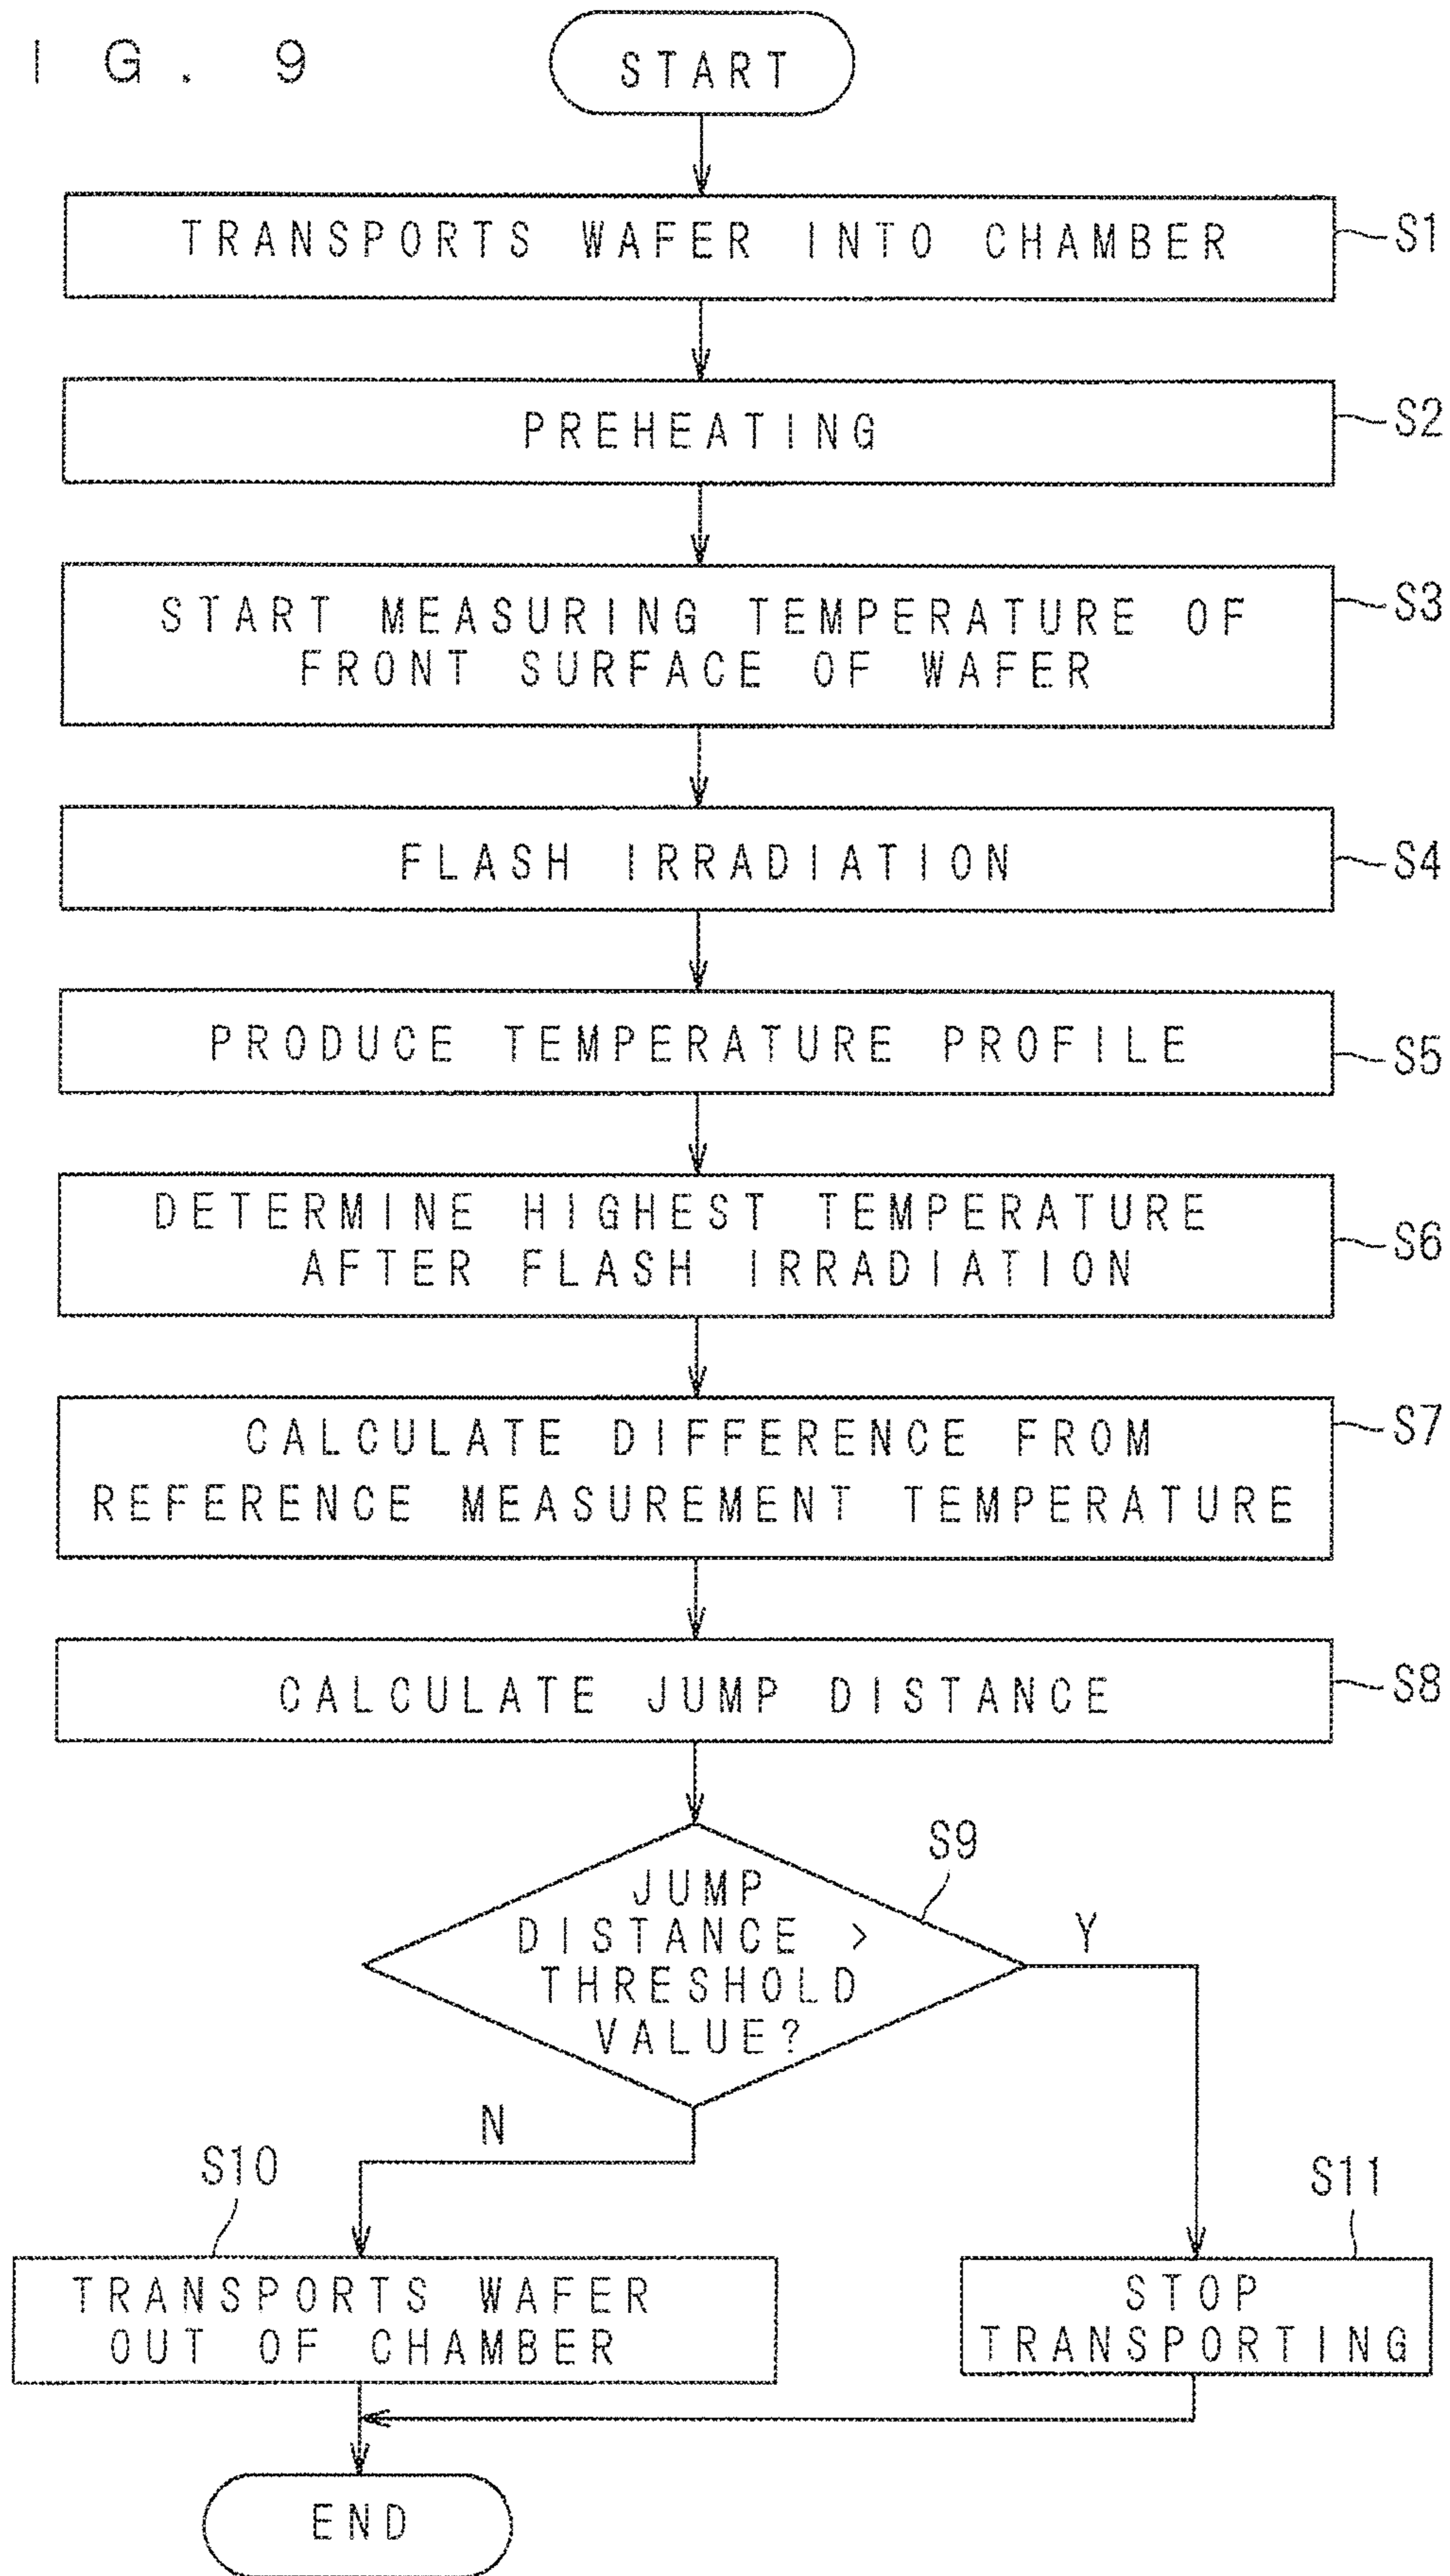 I G . 9
START
TRANSPORTS WAFER INTO CHAMBER
S1
PREHEATING
S2
START MEASURING TEMPERATURE OF
FRONT SURFACE OF WAFER
S3
FLASH IRRADIATION
S4
PRODUCE TEMPERATURE PROFILE
S5
DETERMINE HIGHEST TEMPERATURE
AFTER FLASH IRRADIATION
S6
CALCULATE DIFFERENCE FROM
REFERENCE MEASUREMENT TEMPERATURE
S7
CALCULATE JUMP DISTANCE
S8
S9
JUMP
DISTANCE >
THRESHOLD
VALUE?
Y
N
S10
TRANSPORTS WAFER
OUT OF CHAMBER
S11
STOP
TRANSPORTING
END